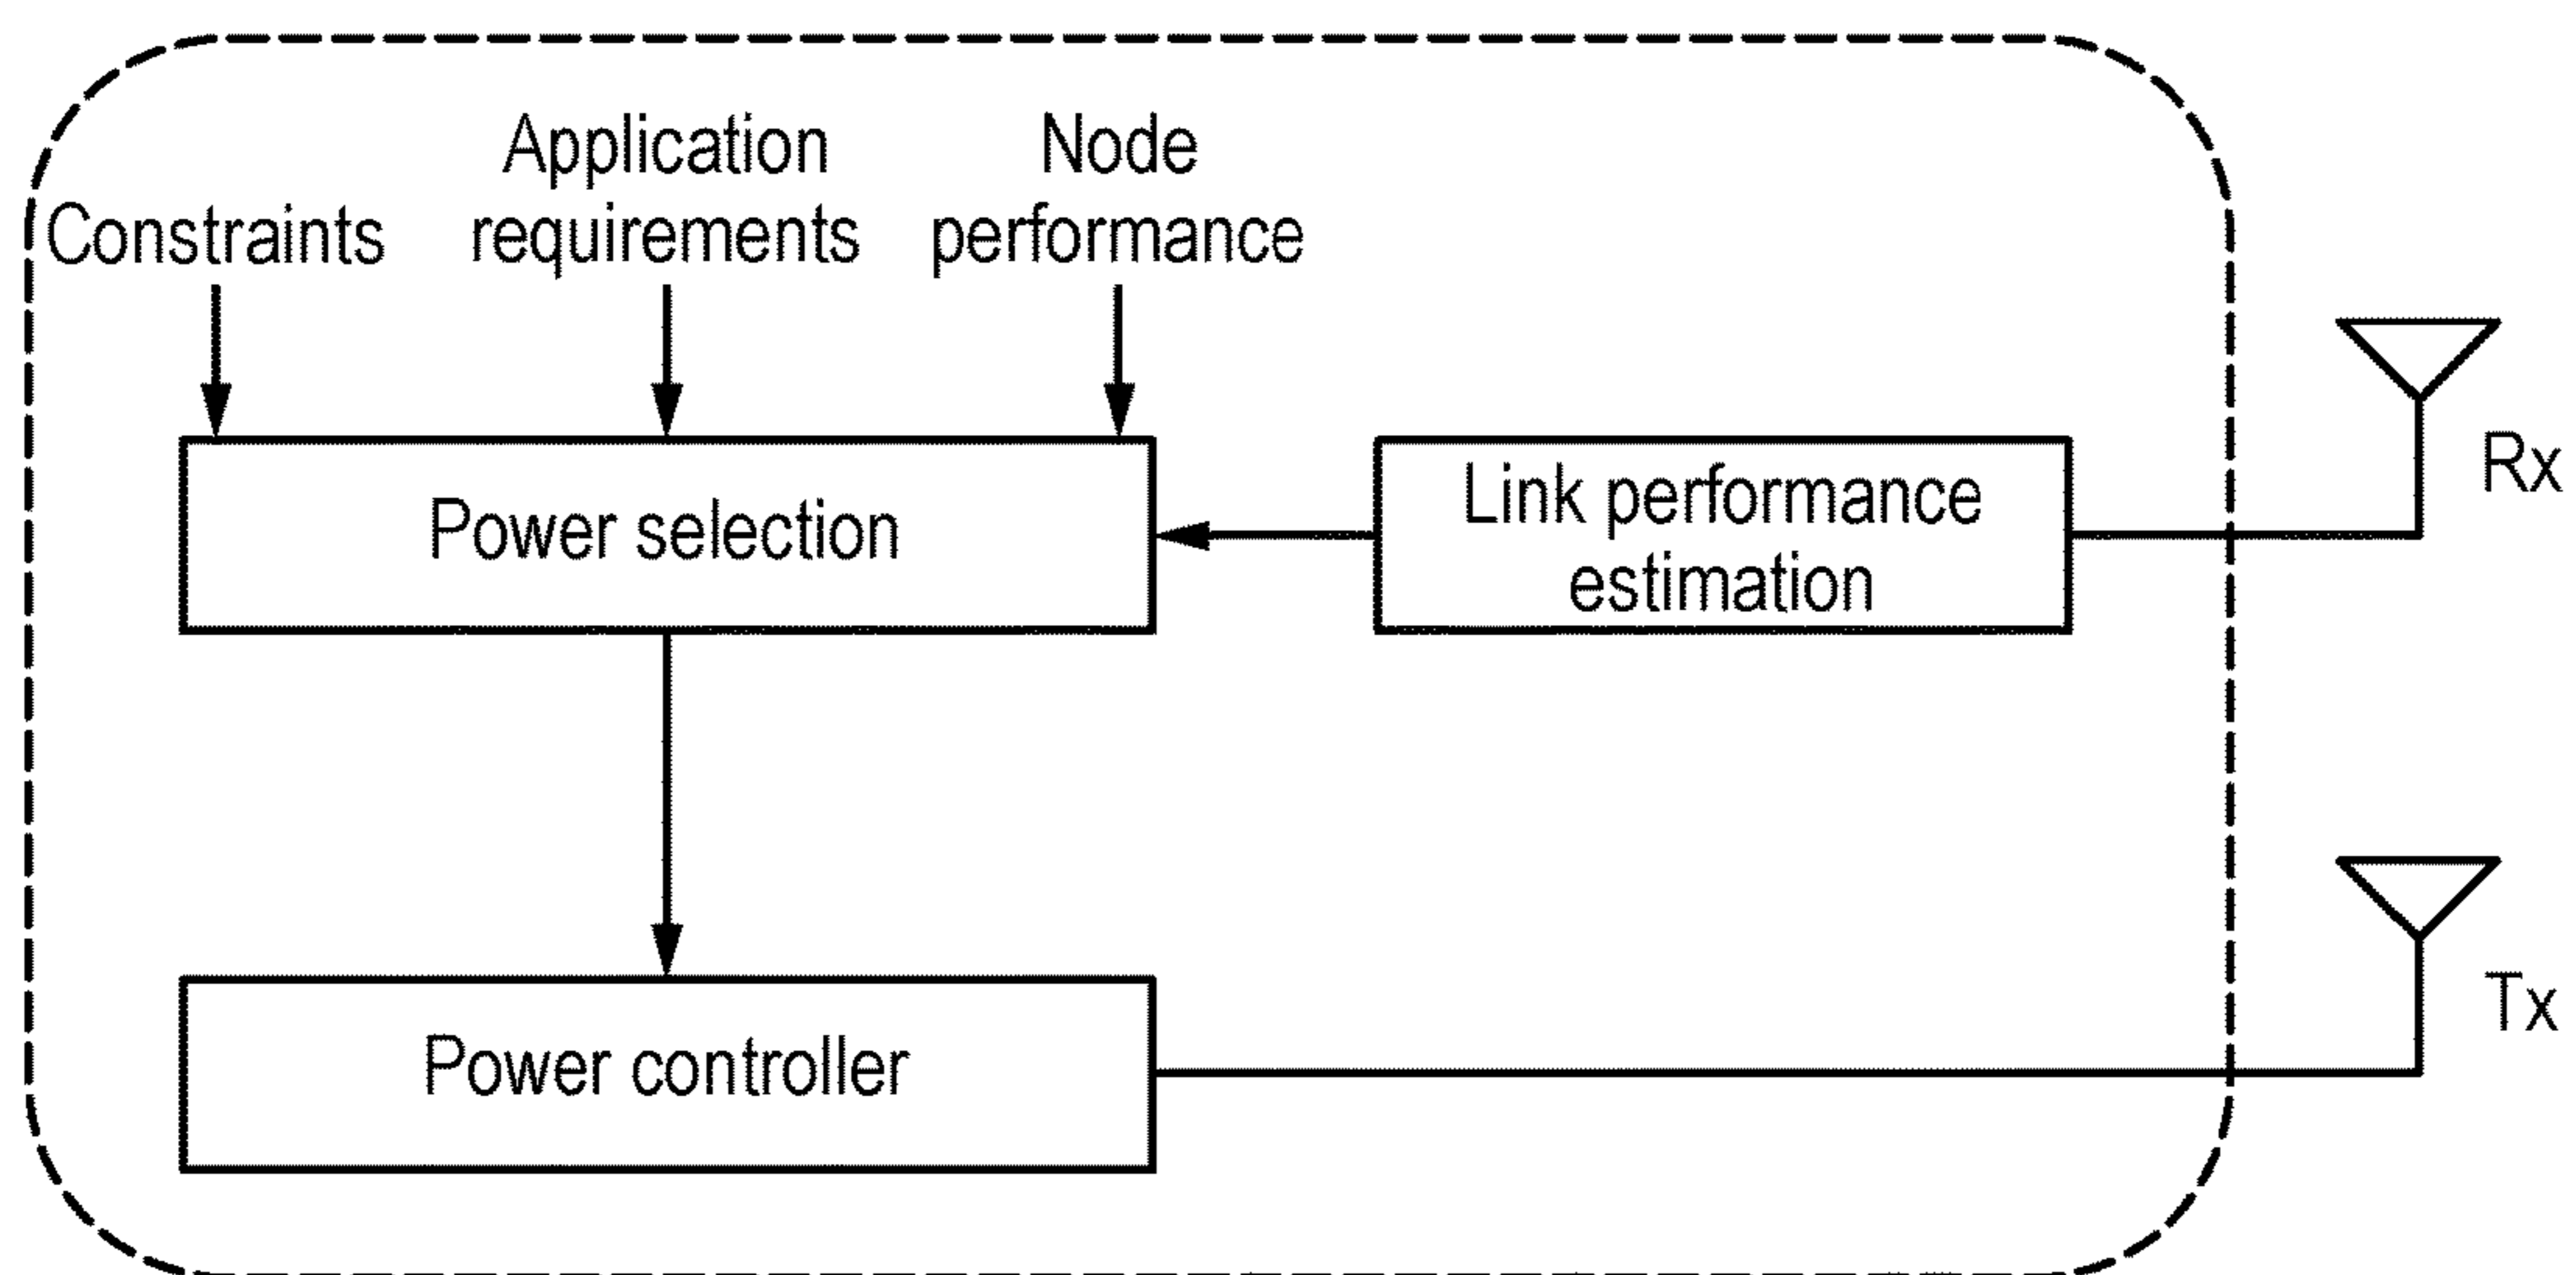 Constraints
Application
requirements
Node
performance
Power selection
Link performance
estimation
Rx
Power controller
Tx